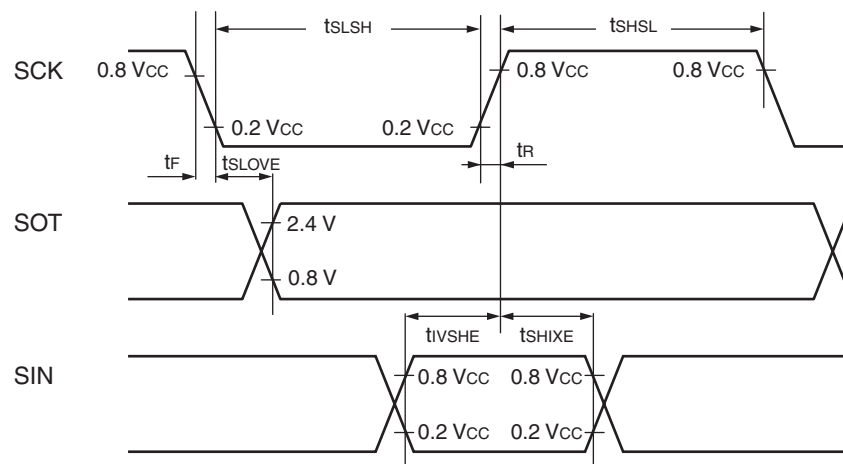 tSLSH tSHSL
SCK 0.8 VCC 0.8 VCC 0.8 VCC
0.2 VCC 0.2 VCC
tF tSLOVE tR
SOT 2.4 V
0.8 V
tIVSHE tSHIXE
SIN 0.8 VCC 0.8 VCC
0.2 VCC 0.2 VCC